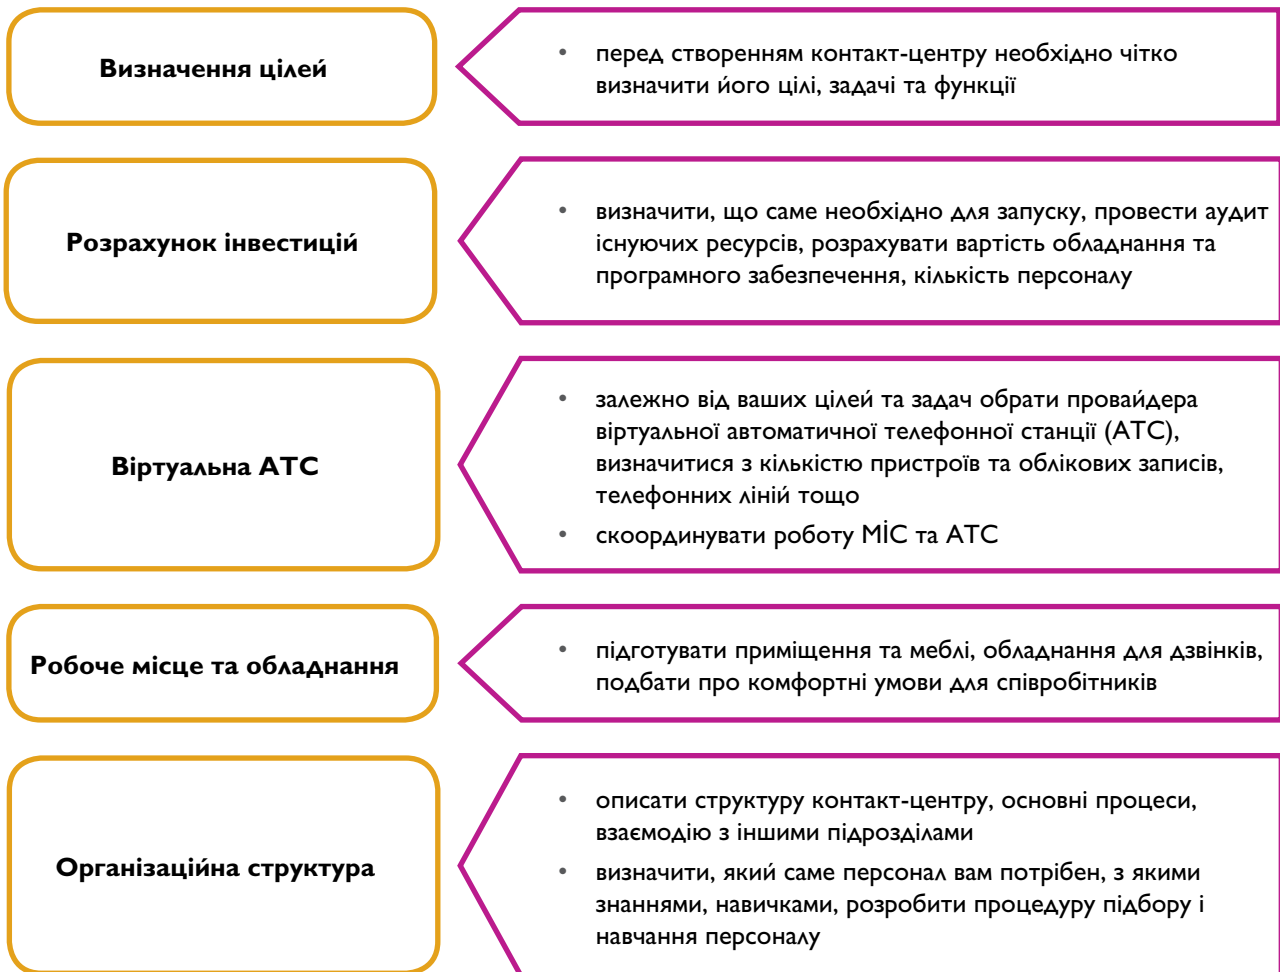 Визначення цілей
• перед створенням контакт-центру необхідно чітко
визначити його цілі, задачі та функції
Розрахунок інвестицій
• визначити, що саме необхідно для запуску, провести аудит
існуючих ресурсів, розрахувати вартість обладнання та
програмного забезпечення, кількість персоналу
Віртуальна АТС
• залежно від ваших цілей та задач обрати провайдера
віртуальної автоматичної телефонної станції (АТС),
визначитися з кількістю пристроїв та облікових записів,
телефонних ліній тощо
• скоординувати роботу МІС та АТС
Робоче місце та обладнання
• підготувати приміщення та меблі, обладнання для дзвінків,
подбати про комфортні умови для співробітників
Організаційна структура
• описати структуру контакт-центру, основні процеси,
взаємодію з іншими підрозділами
• визначити, який саме персонал вам потрібен, з якими
знаннями, навичками, розробити процедуру підбору і
навчання персоналу